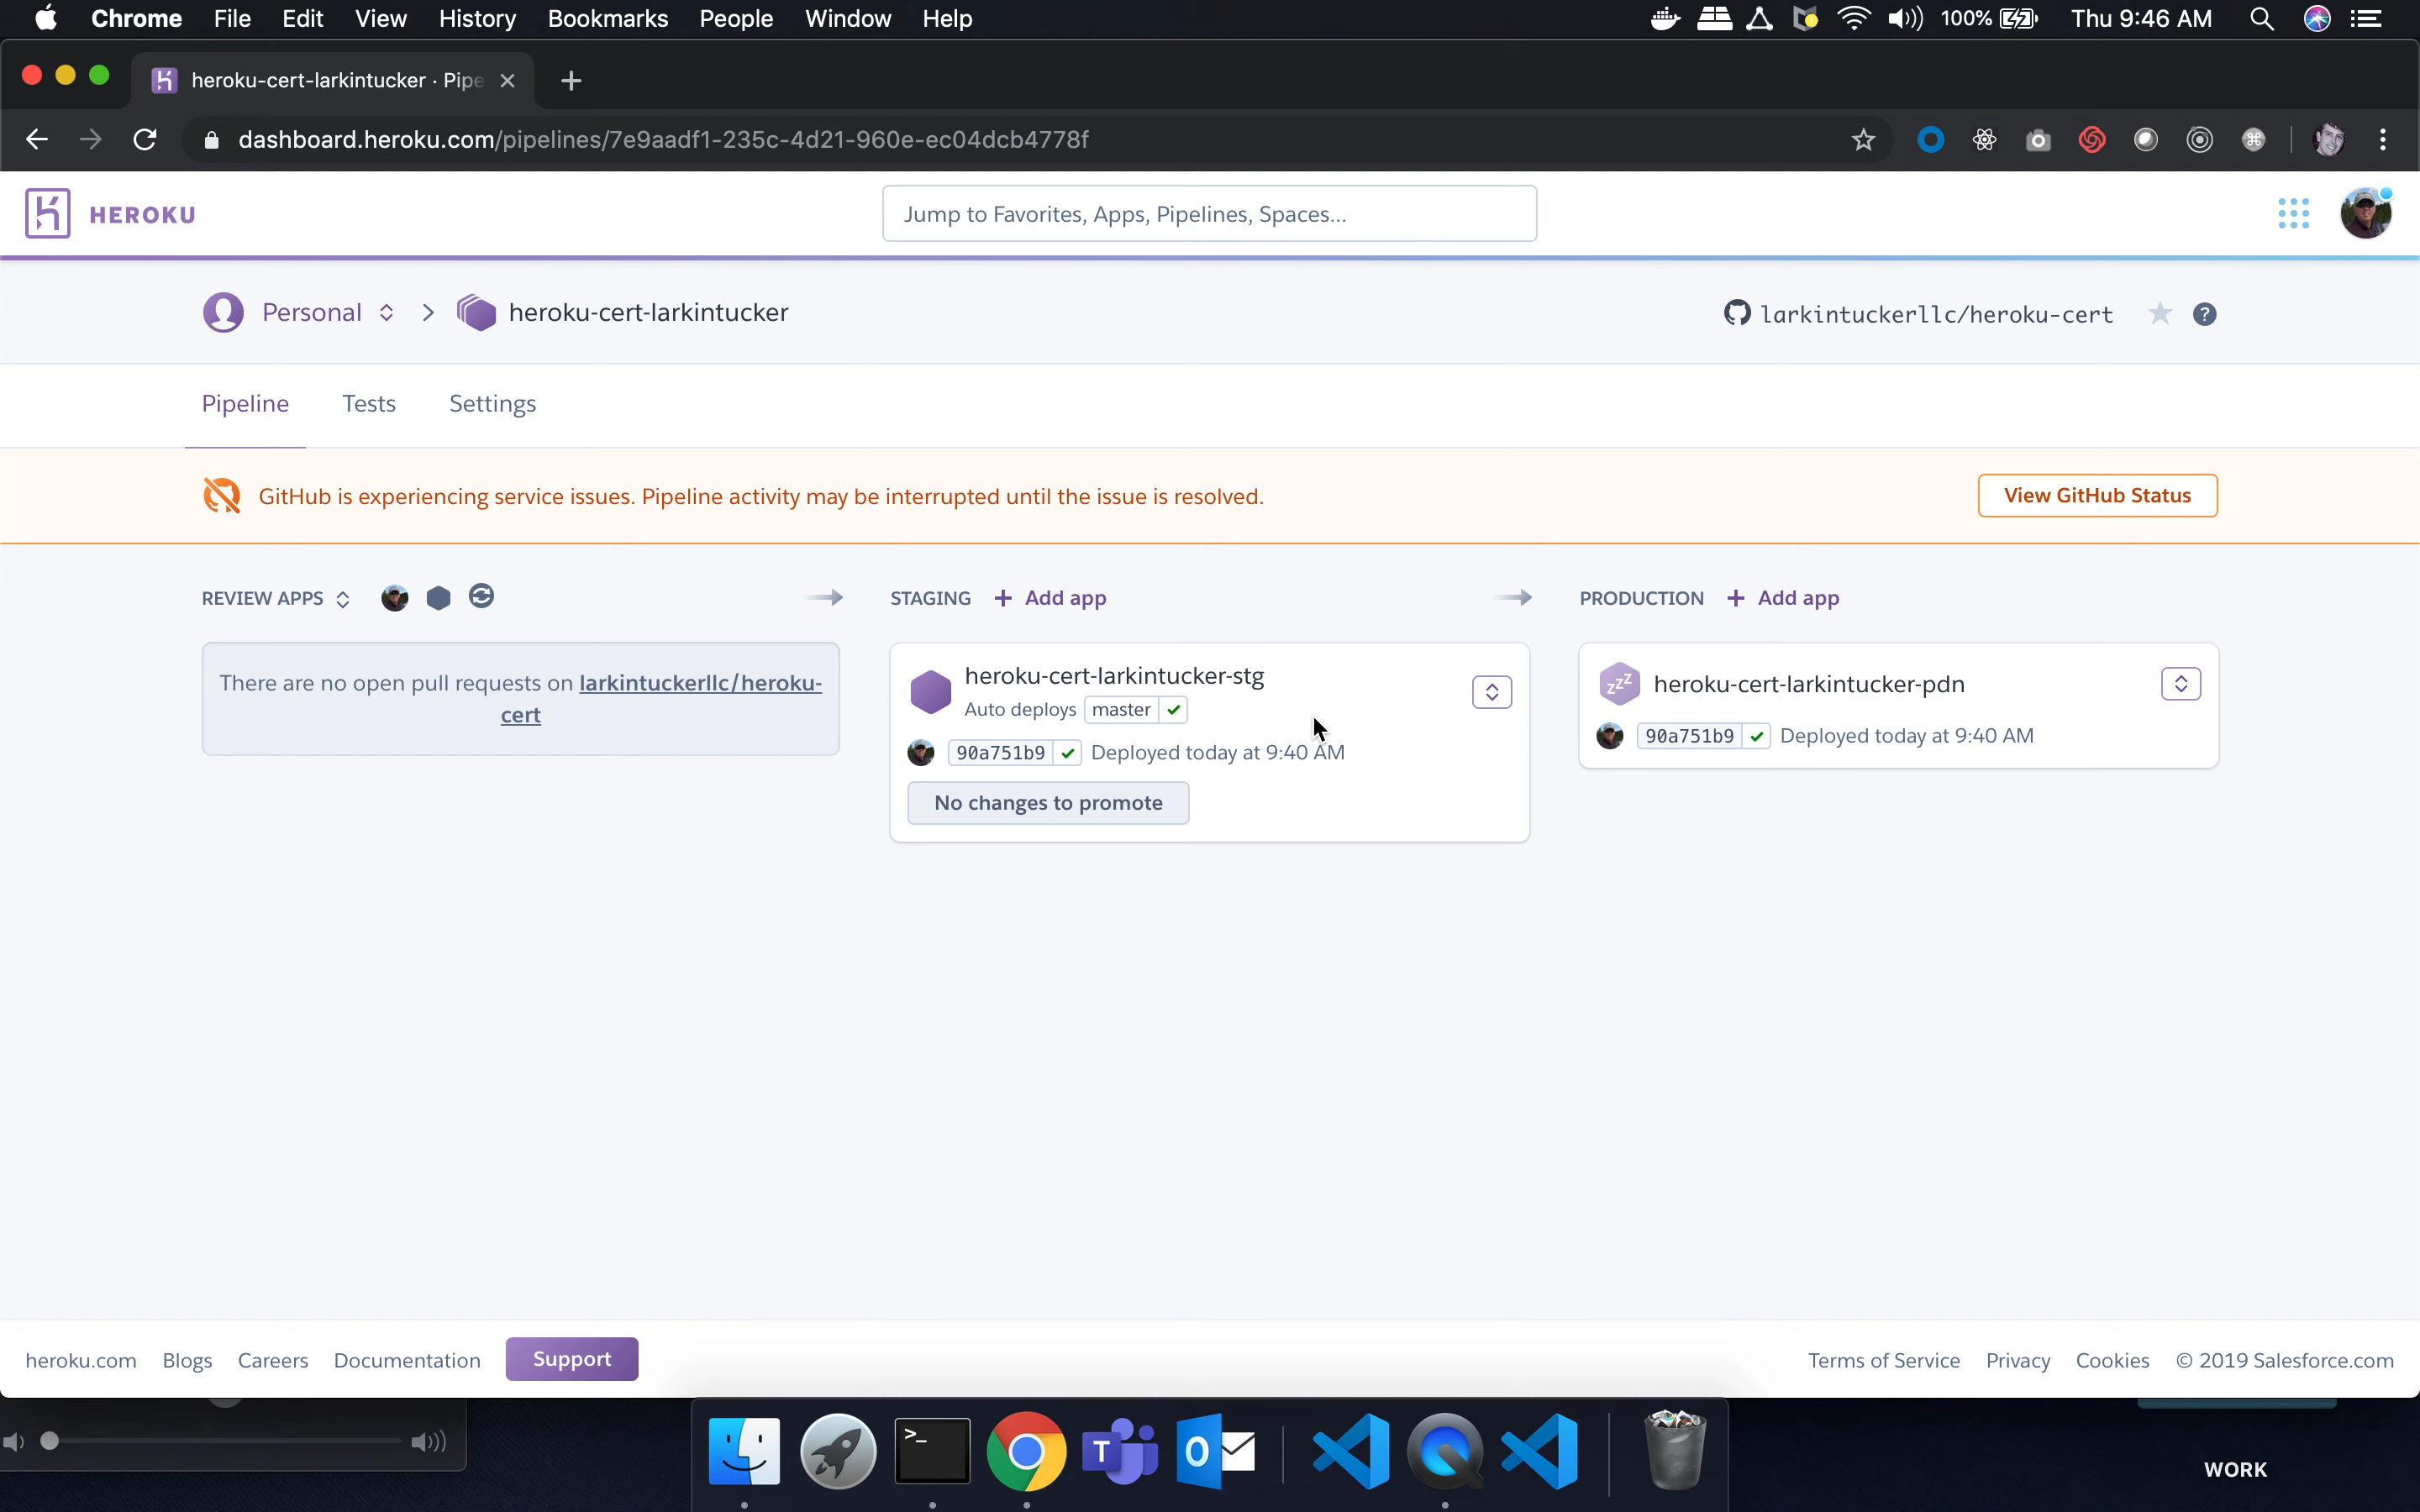 Chrome File Edit View History Bookmarks People Window Help 100% Thu 9:46 AM
heroku-cert-larkintucker · Pipe
dashboard.heroku.com/pipelines/7e9aadf1-235c-4d21-960e-ec04dcb4778f
HEROKU Jump to Favorites, Apps, Pipelines, Spaces...
Personal heroku-cert-larkintucker larkintuckerllc/heroku-cert
Pipeline Tests Settings
GitHub is experiencing service issues. Pipeline activity may be interrupted until the issue is resolved. View GitHub Status
REVIEW APPS
There are no open pull requests on larkintuckerllc/heroku-
cert
STAGING + Add app
heroku-cert-larkintucker-stg
Auto deploys master
90a751b9 Deployed today at 9:40 AM
No changes to promote
PRODUCTION + Add app
zzZ heroku-cert-larkintucker-pdn
90a751b9 Deployed today at 9:40 AM
heroku.com Blogs Careers Documentation Support Terms of Service Privacy Cookies © 2019 Salesforce.com
>_ T O
WORK